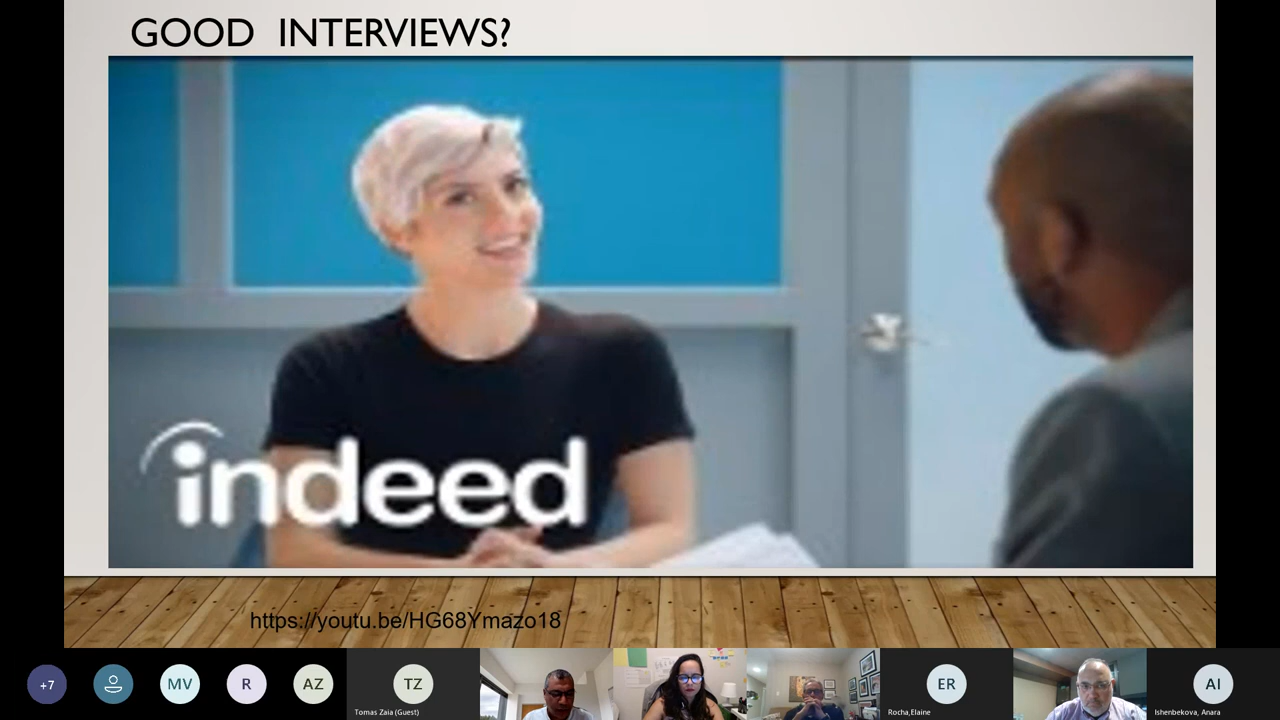 GOOD INTERVIEWS?
indeed
https://youtu.be/HG68Ymazo18
+7
MV
R
AZ
TZ
ER
AI
Tomas Zaia (Guest)
Rocha,Elaine
Ishenbekova, Anara